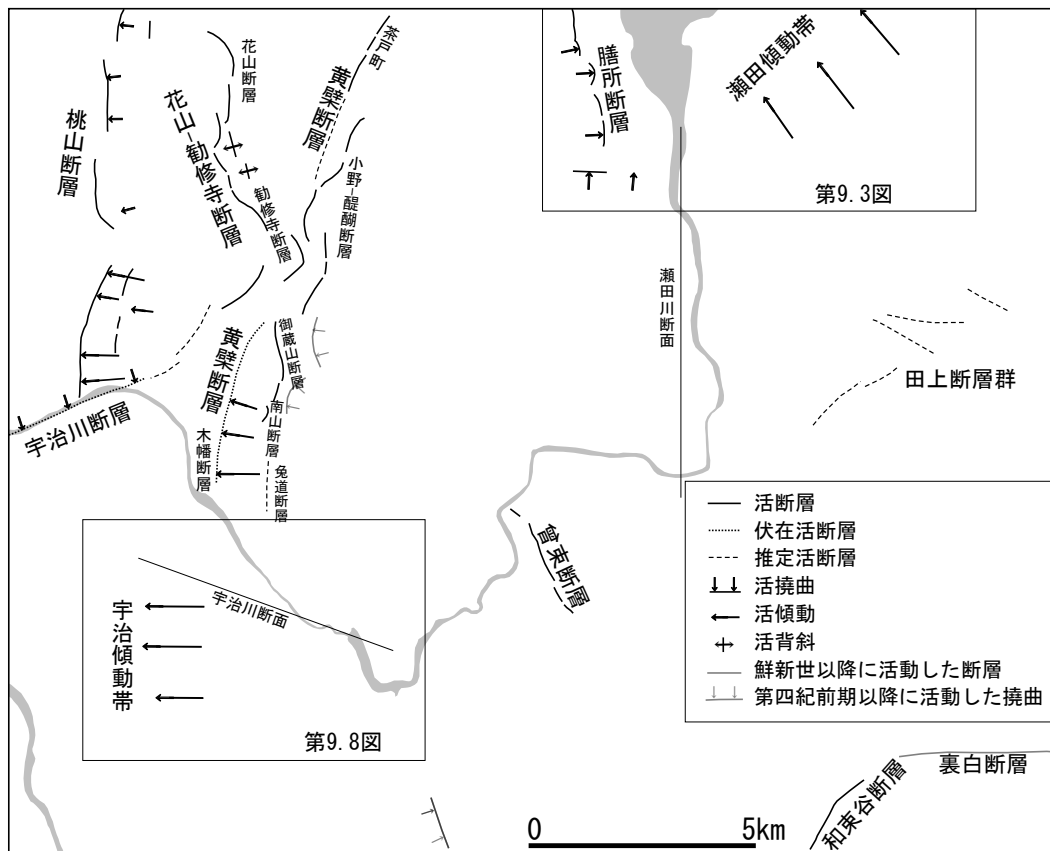 茶戸町
花山断層
黄檗断層
花山-勧修寺断層
桃山断層
小野-醍醐断層
勧修寺断層
膳所断層
瀬田傾動帯
第9.3図
瀬田川断面
田上断層群
御蔵山断層
黄檗断層
南山断層
木幡断層
莵道断層
宇治川断層
曾束断層
宇治川断面
宇治傾動帯
第9.8図
活断層
伏在活断層
推定活断層
活撓曲
活傾動
活背斜
鮮新世以降に活動した断層
第四紀前期以降に活動した撓曲
裏白断層
和束谷断層
0
5km